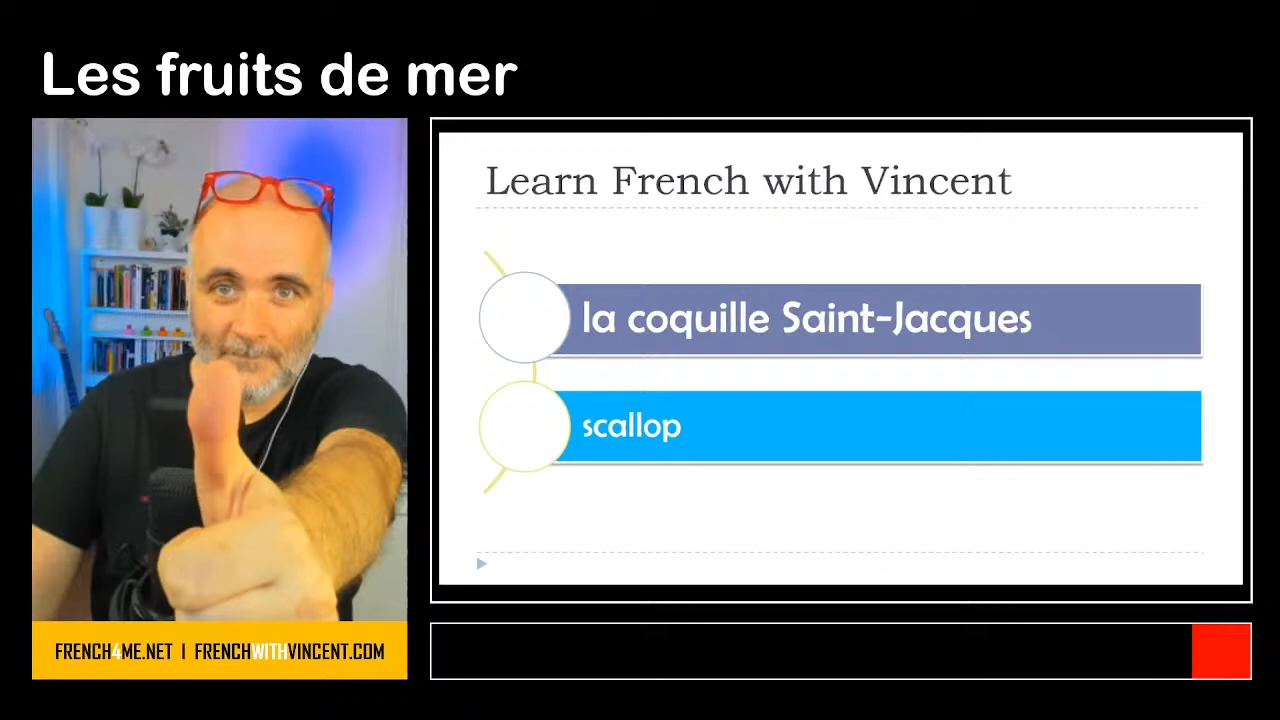 Les fruits de mer
Learn French with Vincent
la coquille Saint-Jacques
scallop
FRENCH4ME.NET I FRENCHWITHVINCENT.COM